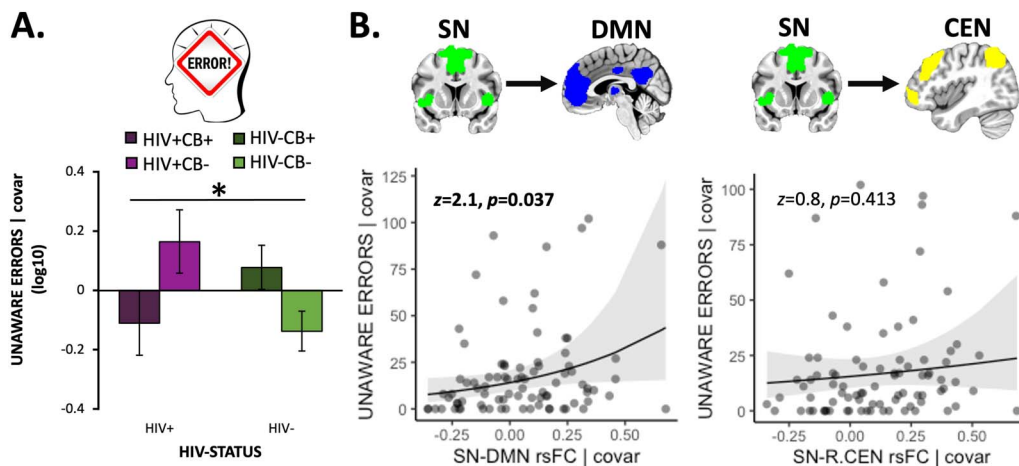 A.
ERROR!
HIV+CB+ HIV-CB+
HIV+CB- HIV-CB-
UNAWARE ERRORS | covar
(log10)
0.4
*
0.2
0
-0.2
-0.4
HIV+ HIV-
HIV-STATUS
B.
SN DMN
z=2.1, p=0.037
UNAWARE ERRORS | covar
125
100
75
50
25
0
-0.25 0.00 0.25 0.50
SN-DMN rsFC | covar
SN CEN
z=0.8, p=0.413
UNAWARE ERRORS | covar
100
75
50
25
0
-0.25 0.00 0.25 0.50
SN-R.CEN rsFC | covar